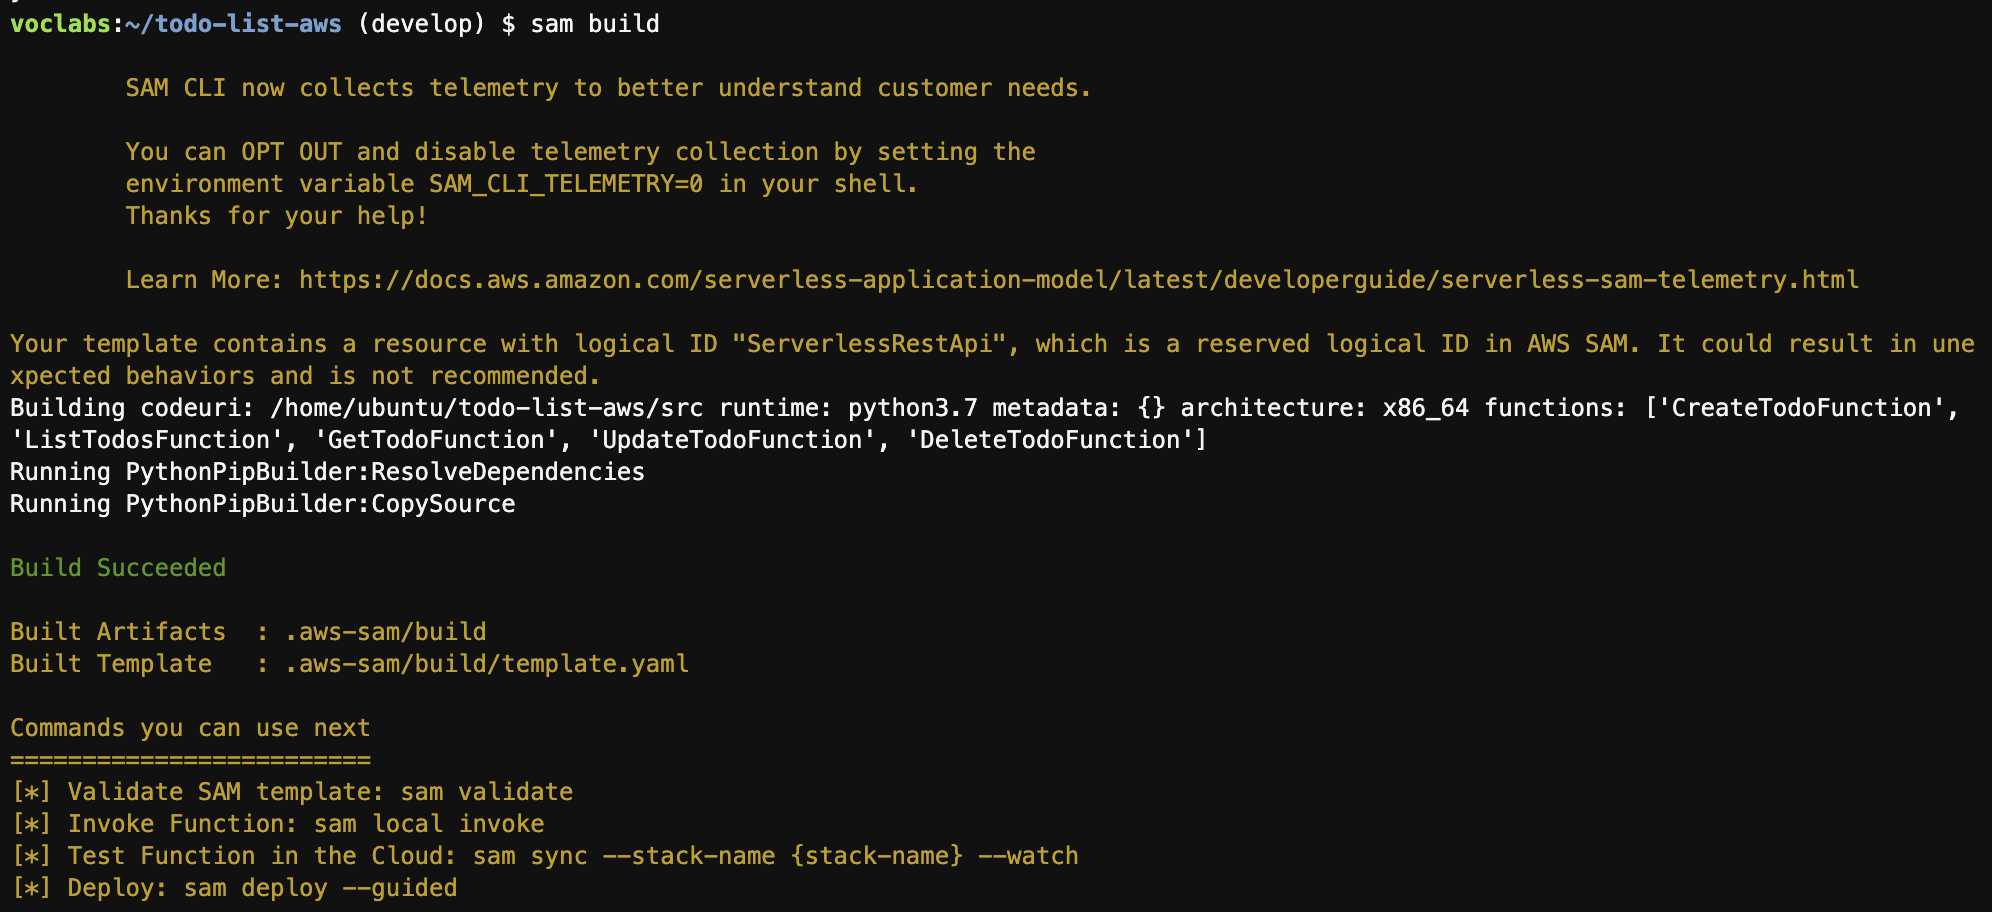 voclabs:~/todo-list-aws (develop) $ sam build
SAM CLI now collects telemetry to better understand customer needs.
You can OPT OUT and disable telemetry collection by setting the
environment variable SAM_CLI_TELEMETRY=0 in your shell.
Thanks for your help!
Learn More: https://docs.aws.amazon.com/serverless-application-model/latest/developerguide/serverless-sam-telemetry.html
Your template contains a resource with logical ID "ServerlessRestApi", which is a reserved logical ID in AWS SAM. It could result in une
xpected behaviors and is not recommended.
Building codeuri: /home/ubuntu/todo-list-aws/src runtime: python3.7 metadata: {} architecture: x86_64 functions: ['CreateTodoFunction',
'ListTodosFunction', 'GetTodoFunction', 'UpdateTodoFunction', 'DeleteTodoFunction']
Running PythonPipBuilder:ResolveDependencies
Running PythonPipBuilder:CopySource
Build Succeeded
Built Artifacts  : .aws-sam/build
Built Template   : .aws-sam/build/template.yaml
Commands you can use next
=========================
[*] Validate SAM template: sam validate
[*] Invoke Function: sam local invoke
[*] Test Function in the Cloud: sam sync --stack-name {stack-name} --watch
[*] Deploy: sam deploy --guided